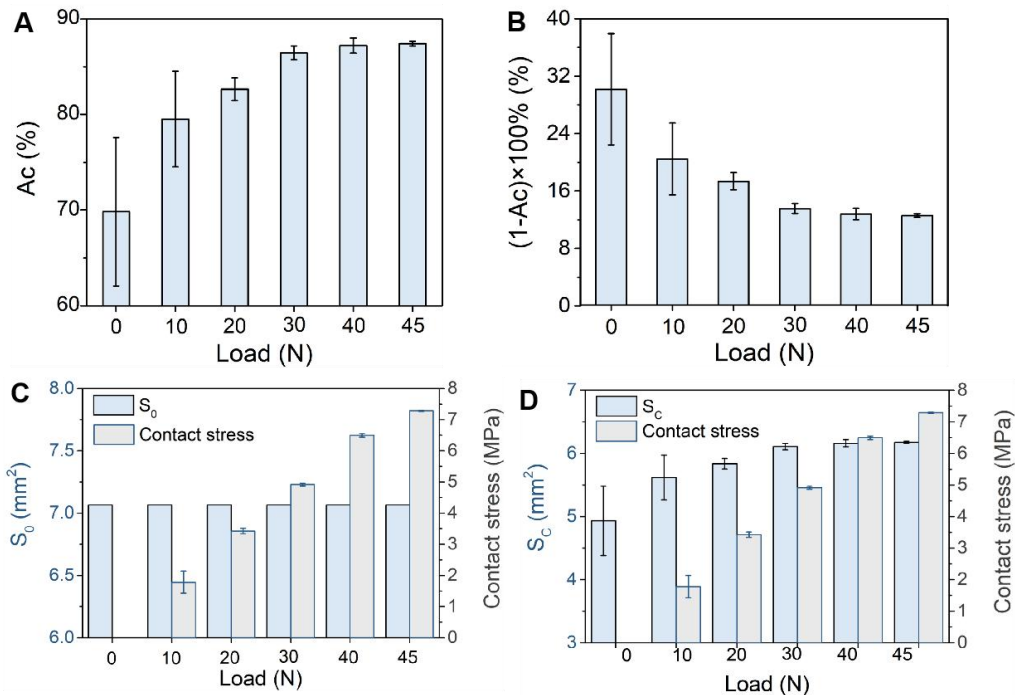 A
Ac (%)
90
80
70
60
0 10 20 30 40 45
Load (N)
B
(1-Ac)×100% (%)
40
32
24
16
8
0
0 10 20 30 40 45
Load (N)
C
S₀ (mm²)
8.0
7.5
7.0
6.5
6.0
S₀
Contact stress
8
7
6
5
4
3
2
1
0
Contact stress (MPa)
0 10 20 30 40 45
Load (N)
D
S_C (mm²)
7
6
5
4
3
S_C
Contact stress
8
7
6
5
4
3
2
1
0
Contact stress (MPa)
0 10 20 30 40 45
Load (N)